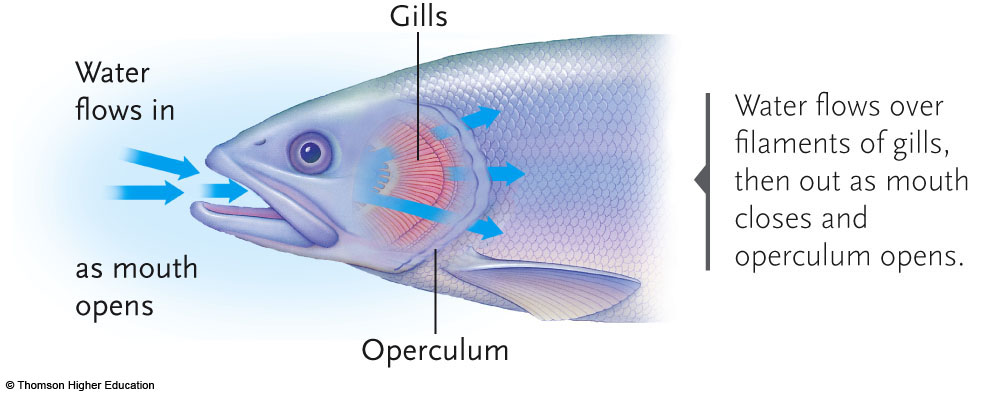 Gills
Water
flows in
as mouth
opens
Operculum
Water flows over
filaments of gills,
then out as mouth
closes and
operculum opens.
© Thomson Higher Education